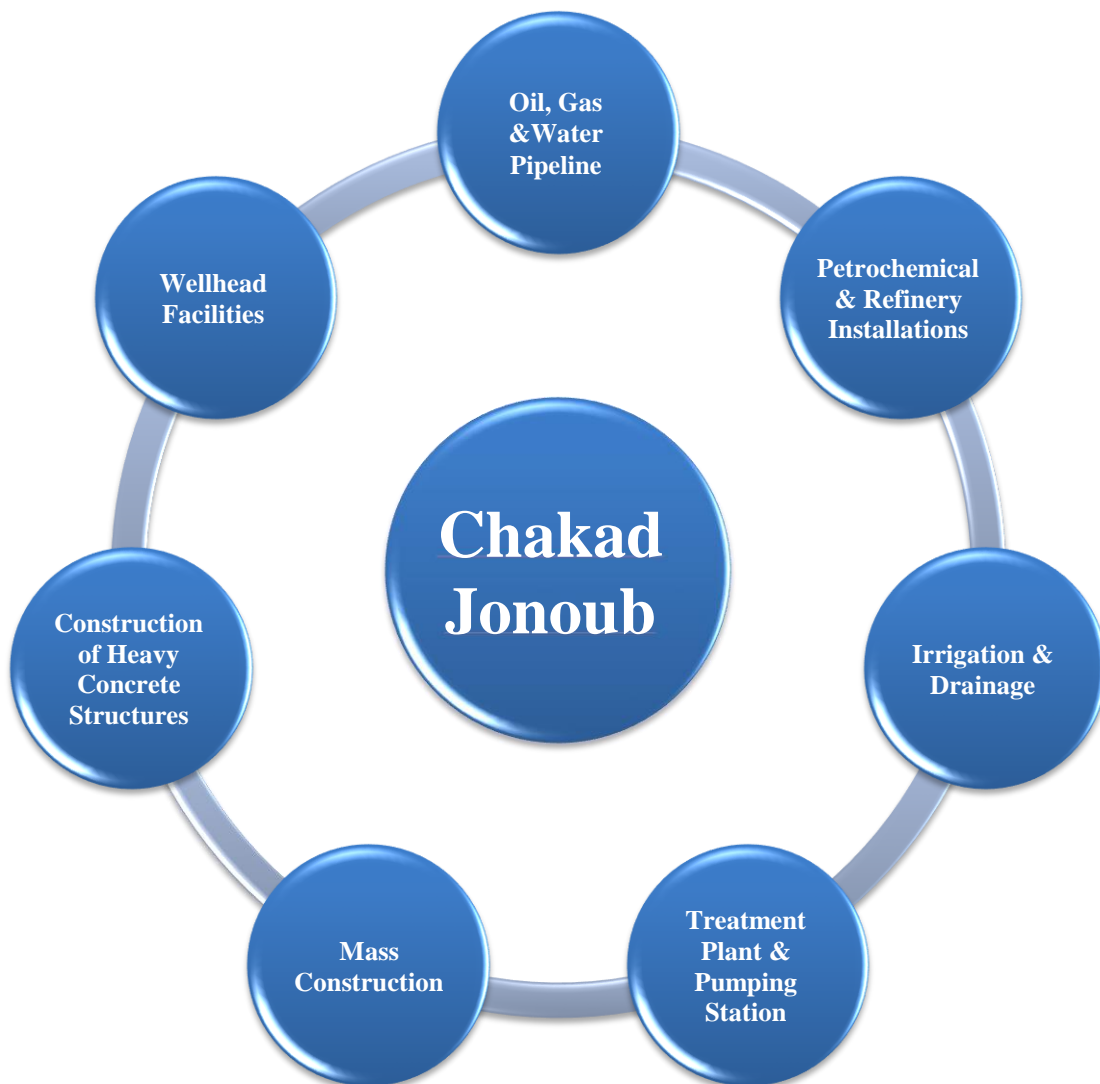 Oil, Gas
&Water
Pipeline
Petrochemical
& Refinery
Installations
Irrigation &
Drainage
Treatment
Plant &
Pumping
Station
Mass
Construction
Construction
of Heavy
Concrete
Structures
Wellhead
Facilities
Chakad
Jonoub